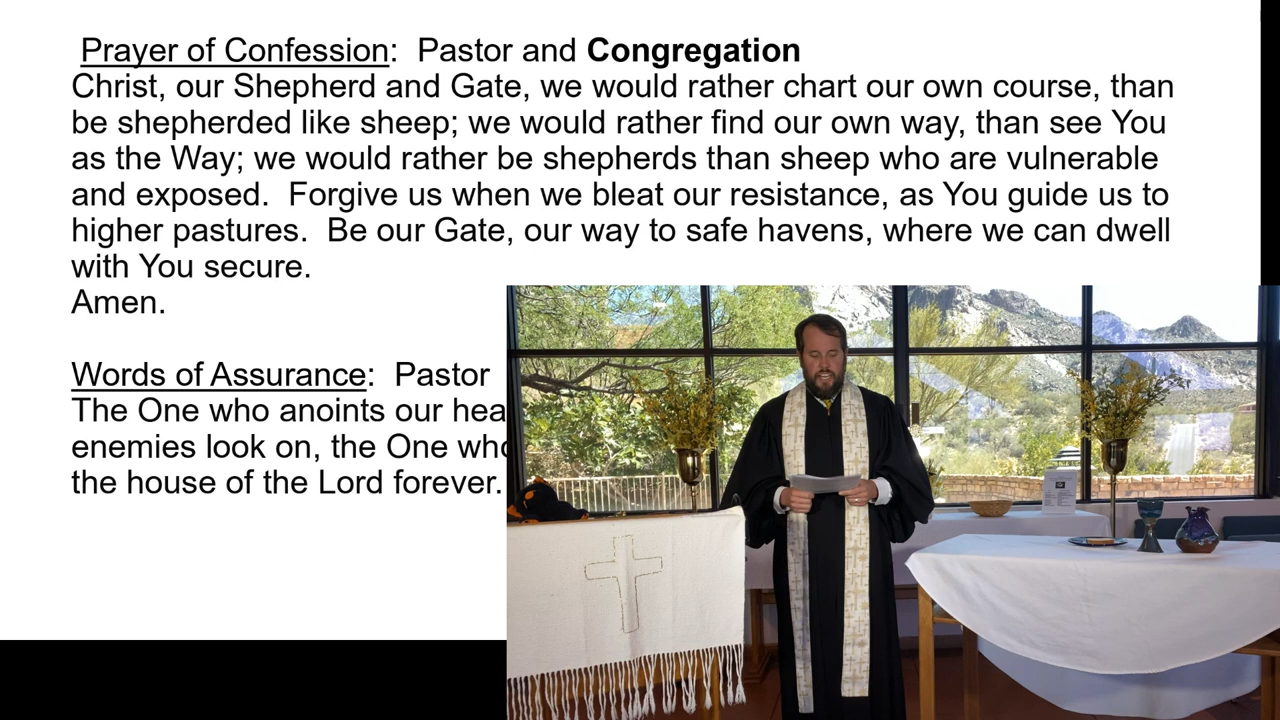 Prayer of Confession:  Pastor and Congregation
Christ, our Shepherd and Gate, we would rather chart our own course, than
be shepherded like sheep; we would rather find our own way, than see You
as the Way; we would rather be shepherds than sheep who are vulnerable
and exposed.  Forgive us when we bleat our resistance, as You guide us to
higher pastures.  Be our Gate, our way to safe havens, where we can dwell
with You secure.
Amen.
Words of Assurance:  Pastor
The One who anoints our hea
enemies look on, the One who
the house of the Lord forever.